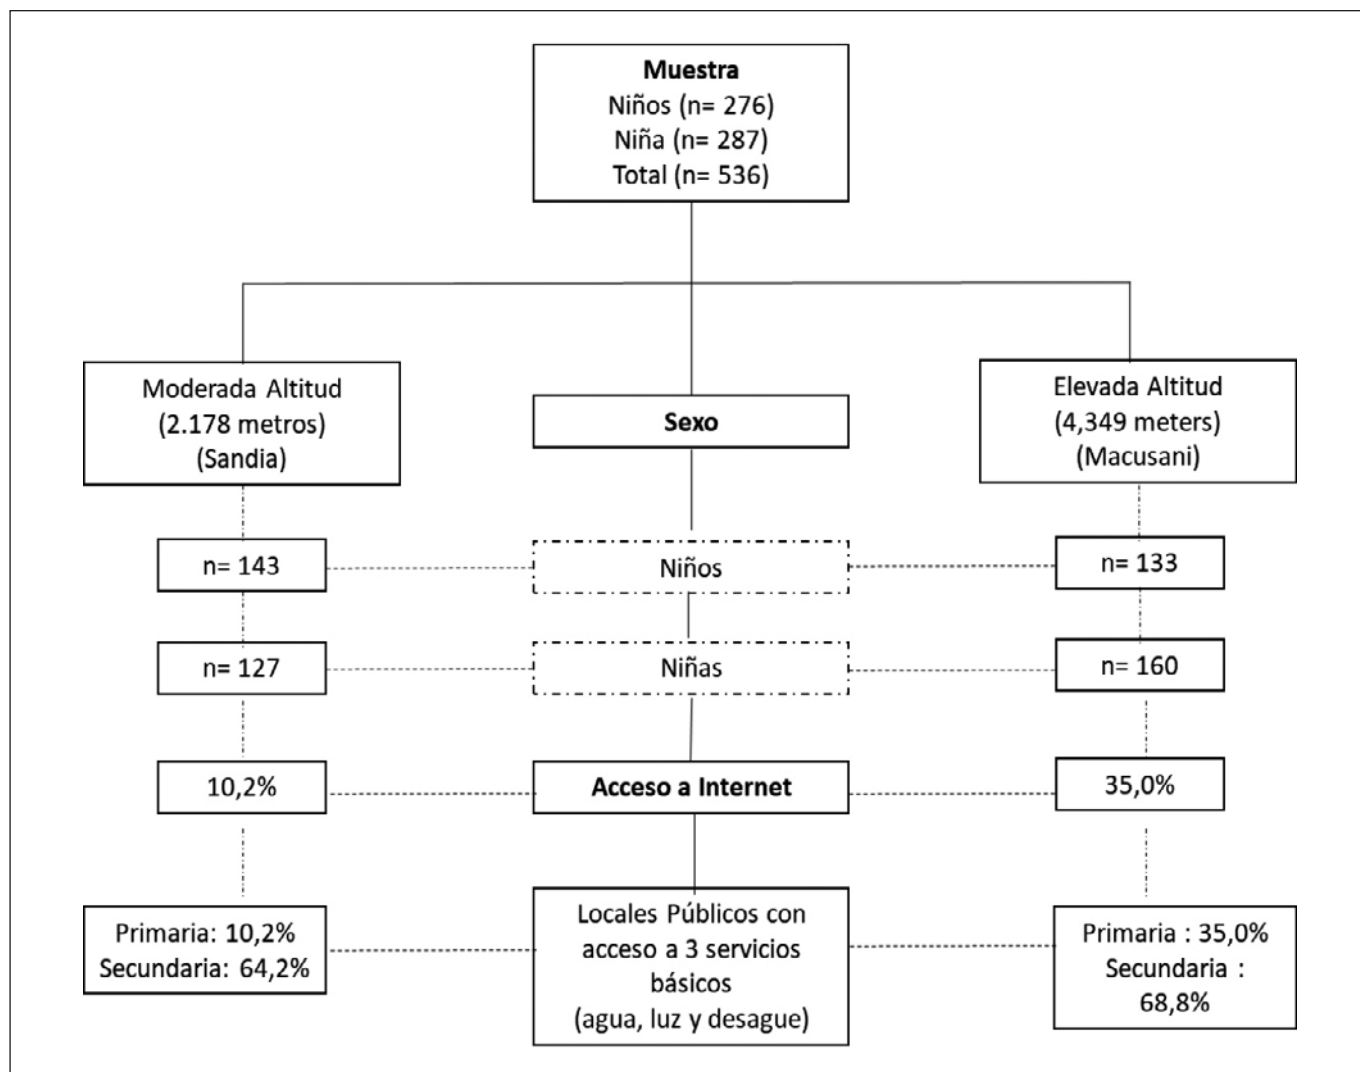 Muestra
Niños (n= 276)
Niña (n= 287)
Total (n= 536)
Moderada Altitud
(2.178 metros)
(Sandia)
Sexo
Elevada Altitud
(4,349 meters)
(Macusani)
n= 143
Niños
n= 133
n= 127
Niñas
n= 160
10,2%
Acceso a Internet
35,0%
Primaria: 10,2%
Secundaria: 64,2%
Locales Públicos con
acceso a 3 servicios
básicos
(agua, luz y desague)
Primaria : 35,0%
Secundaria :
68,8%